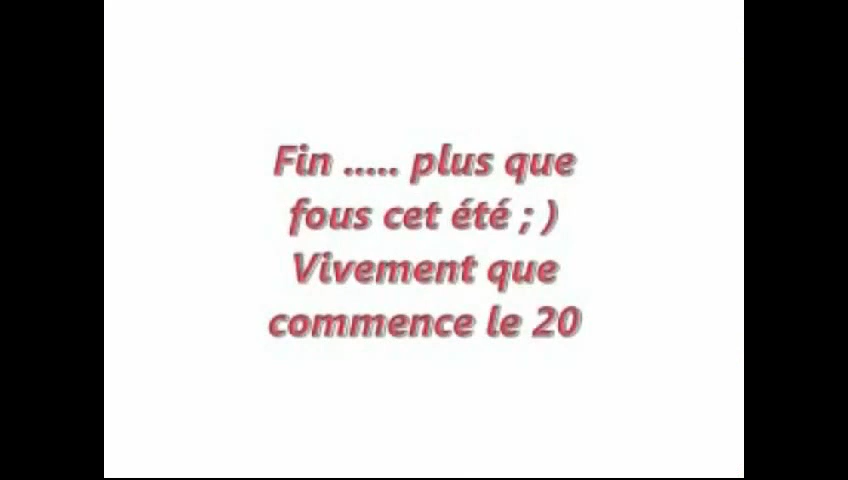 Fin ..... plus que
fous cet été ; )
Vivement que
commence le 20